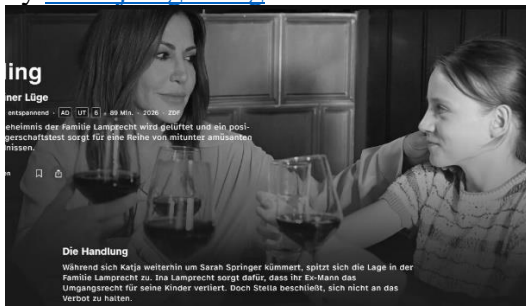 ling
iner Lüge
entspannend · AD UT 6 · 89 Min. · 2026 · ZDF
eheimnis der Familie Lamprecht wird gelüftet und ein posi-
gerschaftstest sorgt für eine Reihe von mitunter amüsanten
nissen.
en
Die Handlung
Während sich Katja weiterhin um Sarah Springer kümmert, spitzt sich die Lage in der
Familie Lamprecht zu. Ina Lamprecht sorgt dafür, dass ihr Ex-Mann das
Umgangsrecht für seine Kinder verliert. Doch Stella beschließt, sich nicht an das
Verbot zu halten.